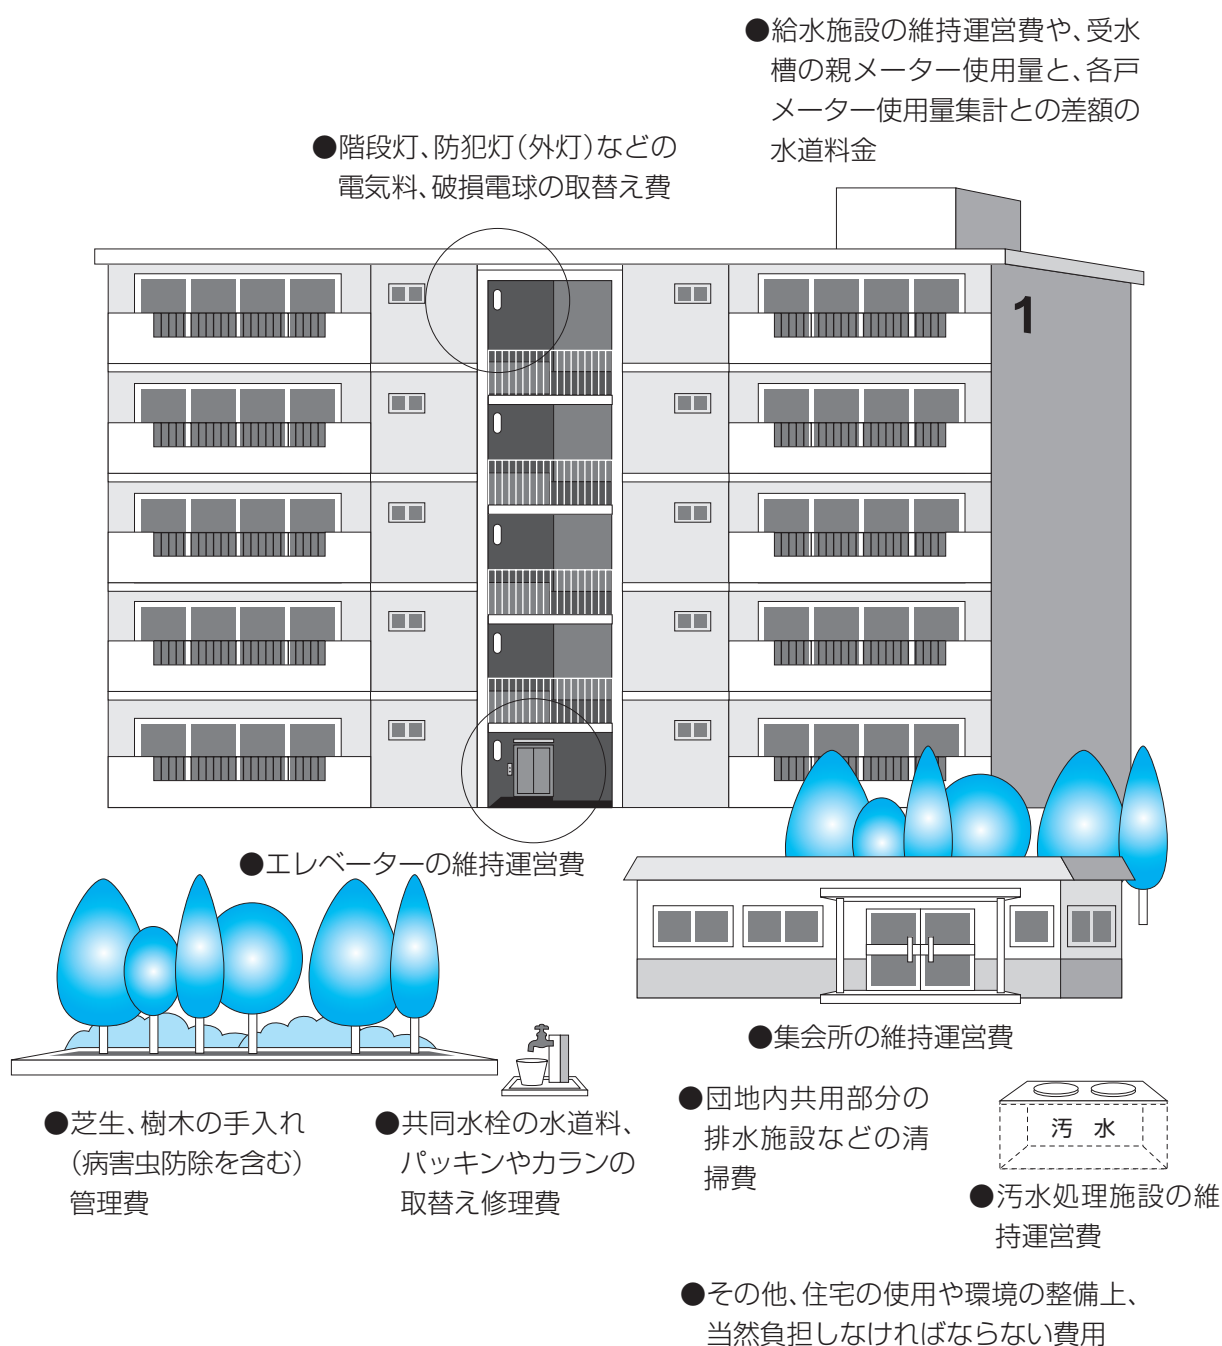 ●給水施設の維持運営費や、受水
槽の親メーター使用量と、各戸
メーター使用量集計との差額の
水道料金
●階段灯、防犯灯(外灯)などの
電気料、破損電球の取替え費
1
●エレベーターの維持運営費
●集会所の維持運営費
●芝生、樹木の手入れ
(病害虫防除を含む)
管理費
●共同水栓の水道料、
パッキンやカランの
取替え修理費
●団地内共用部分の
排水施設などの清
掃費
汚 水
●汚水処理施設の維
持運営費
●その他、住宅の使用や環境の整備上、
当然負担しなければならない費用